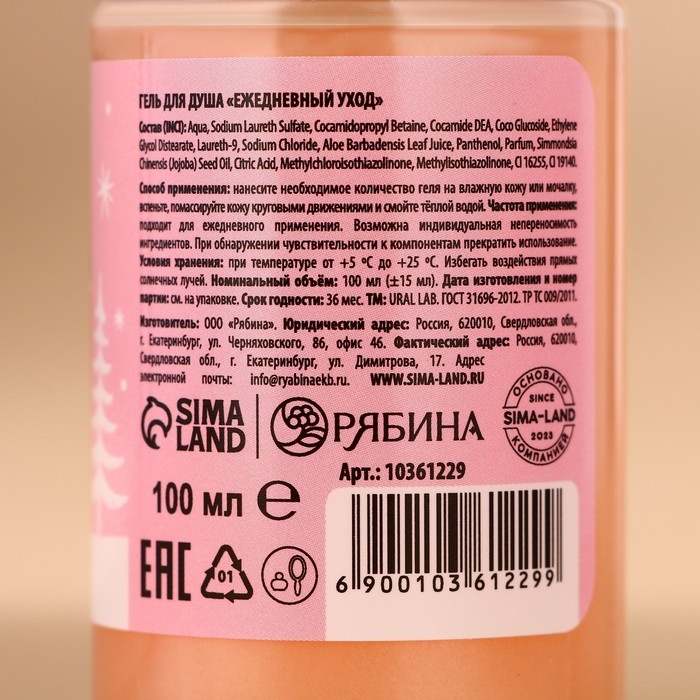 ГЕЛЬ ДЛЯ ДУША «ЕЖЕДНЕВНЫЙ УХОД»
Состав (INCI): Aqua, Sodium Laureth Sulfate, Cocamidopropyl Betaine, Cocamide DEA, Coco Glucoside, Ethylene
Glycol Distearate, Laureth-9, Sodium Chloride, Aloe Barbadensis Leaf Juice, Panthenol, Parfum, Simmondsia
Chinensis (Jojoba) Seed Oil, Citric Acid, Methylchloroisothiazolinone, Methylisothiazolinone, CI 16255, CI 19140.
Способ применения: нанесите необходимое количество геля на влажную кожу или мочалку,
вспеньте, помассируйте кожу круговыми движениями и смойте тёплой водой. Частота применения:
подходит для ежедневного применения. Возможна индивидуальная непереносимость
ингредиентов. При обнаружении чувствительности к компонентам прекратить использование.
Условия хранения: при температуре от +5 ºС до +25 ºС. Избегать воздействия прямых
солнечных лучей. Номинальный объём: 100 мл (±15 мл). Дата изготовления и номер
партии: см. на упаковке. Срок годности: 36 мес. ТМ: URAL LAB. ГОСТ 31696-2012. ТР ТС 009/2011.
Изготовитель: ООО «Рябина». Юридический адрес: Россия, 620010, Свердловская обл.,
г. Екатеринбург, ул. Черняховского, 86, офис 46. Фактический адрес: Россия, 620010,
Свердловская обл., г. Екатеринбург, ул. Димитрова, 17. Адрес
электронной почты: info@ryabinaekb.ru. WWW.SIMA-LAND.RU
SIMA LAND
РЯБИНА
ОСНОВАНО
SINCE
SIMA-LAND
2023
КОМПАНИЕЙ
Арт.: 10361229
100 мл e
EAC
01
6 900103 612299